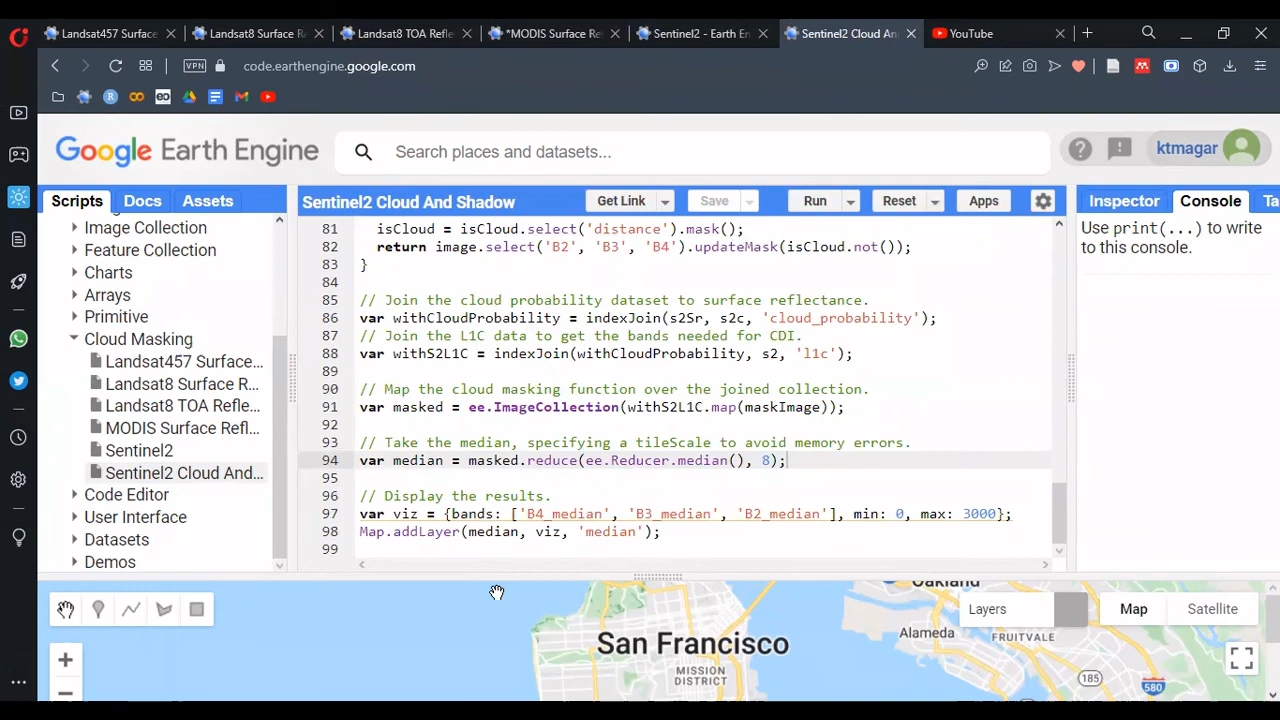 Landsat457 Surface
Landsat8 Surface R
Landsat8 TOA Refle
*MODIS Surface Re
Sentinel2 - Earth En
Sentinel2 Cloud An
YouTube
VPN
code.earthengine.google.com
Google Earth Engine
Search places and datasets...
ktmagar
Scripts
Docs
Assets
Sentinel2 Cloud And Shadow
Get Link
Save
Run
Reset
Apps
Inspector
Console
Ta
Image Collection
Feature Collection
Charts
Arrays
Primitive
Cloud Masking
Landsat457 Surface...
Landsat8 Surface R...
Landsat8 TOA Refle...
MODIS Surface Refl...
Sentinel2
Sentinel2 Cloud And...
Code Editor
User Interface
Datasets
Demos
81 isCloud = isCloud.select('distance').mask();
82 return image.select('B2', 'B3', 'B4').updateMask(isCloud.not());
83 }
84
85 // Join the cloud probability dataset to surface reflectance.
86 var withCloudProbability = indexJoin(s2Sr, s2c, 'cloud_probability');
87 // Join the L1C data to get the bands needed for CDI.
88 var withS2L1C = indexJoin(withCloudProbability, s2, 'l1c');
89
90 // Map the cloud masking function over the joined collection.
91 var masked = ee.ImageCollection(withS2L1C.map(maskImage));
92
93 // Take the median, specifying a tileScale to avoid memory errors.
94 var median = masked.reduce(ee.Reducer.median(), 8);
95
96 // Display the results.
97 var viz = {bands: ['B4_median', 'B3_median', 'B2_median'], min: 0, max: 3000};
98 Map.addLayer(median, viz, 'median');
99
Use print(...) to write
to this console.
Oakland
San Francisco
MISSION
DISTRICT
Alameda
FRUITVALE
185
580
Layers
Map
Satellite